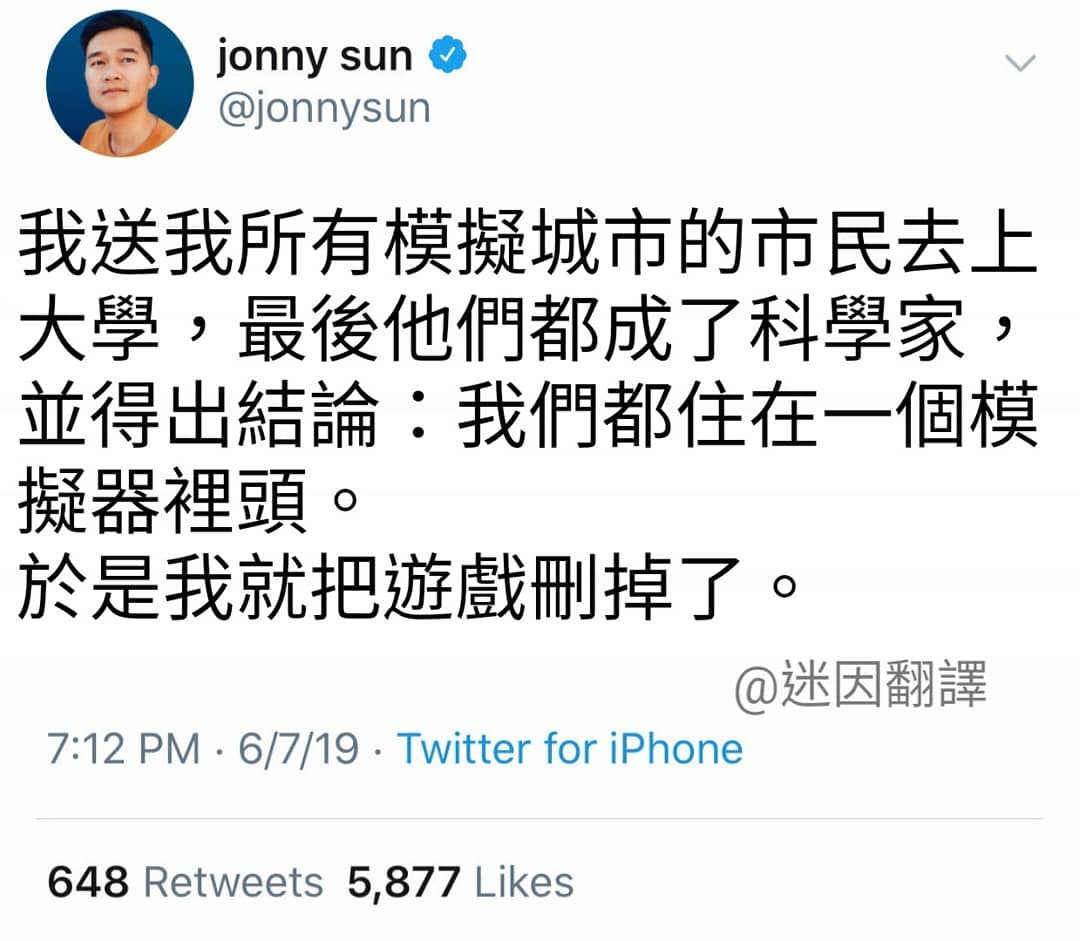 jonny sun
@jonnysun
我送我所有模擬城市的市民去上
大學，最後他們都成了科學家，
並得出結論：我們都住在一個模
擬器裡頭。
於是我就把遊戲刪掉了。
@迷因翻譯
7:12 PM · 6/7/19 · Twitter for iPhone
648 Retweets 5,877 Likes